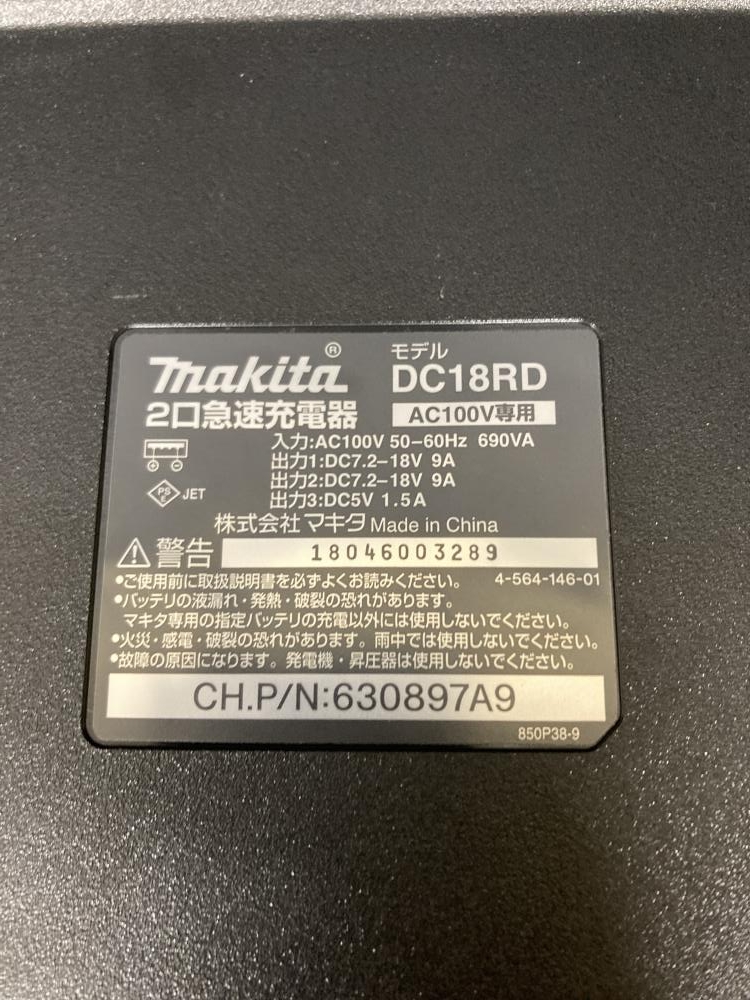 makita®
モデル
DC18RD
2口急速充電器
AC100V専用
入力:AC100V 50–60Hz 690VA
出力1:DC7.2–18V 9A
出力2:DC7.2–18V 9A
出力3:DC5V 1.5A
PS
E
JET
株式会社マキタ Made in China
警告 18046003289
•ご使用前に取扱説明書を必ずよくお読みください。 4-564-146-01
•バッテリの液漏れ・発熱・破裂の恐れがあります。
マキタ専用の指定バッテリの充電以外には使用しないでください。
•火災・感電・破裂の恐れがあります。雨中では使用しないでください。
•故障の原因になります。発電機・昇圧器は使用しないでください。
CH.P/N:630897A9
850P38-9